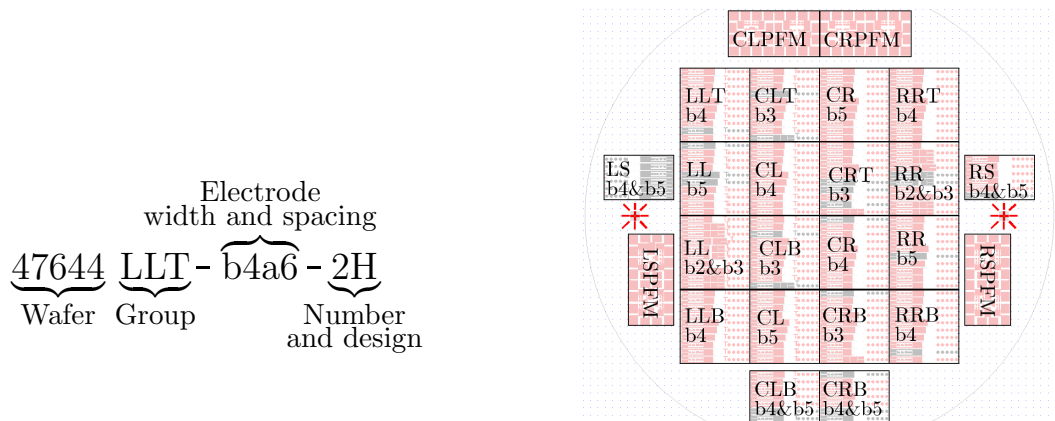 Electrode
width and spacing
47644 LLT - b4a6 - 2H
Wafer Group Number
and design
CLPFM CRPFM
LLT CLT CR RRT
b4 b3 b5 b4
LS LL CL CRT RR RS
b4&b5 b5 b4 b3 b2&b3 b4&b5
LSPFM LL CLB CR RR RSPFM
b2&b3 b3 b4 b5
LLB CL CRB RRB
b4 b5 b3 b4
CLB CRB
b4&b5 b4&b5